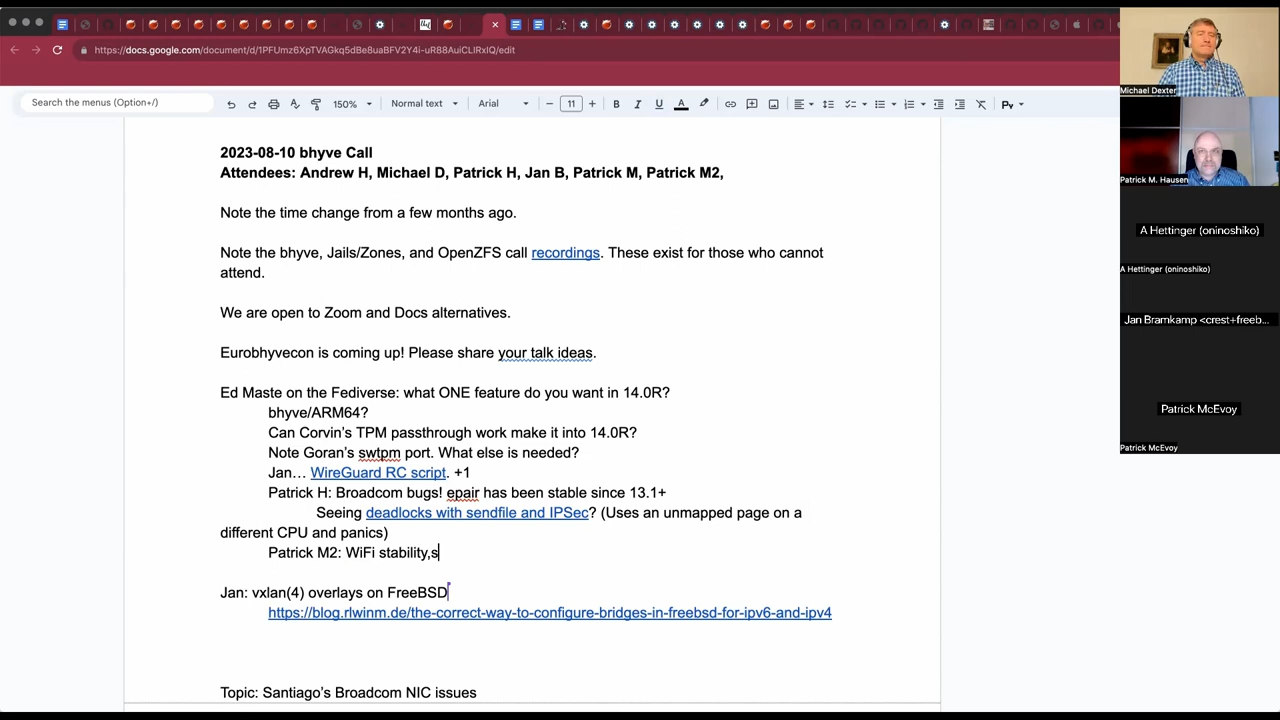 https://docs.google.com/document/d/1PFUmz6XpTVAGkq5dBe8uaBFV2Y4i-uR88AuiCLIRxIQ/edit
Search the menus (Option+/)
150%
Normal text
Arial
11
B I U A
2023-08-10 bhyve Call
Attendees: Andrew H, Michael D, Patrick H, Jan B, Patrick M, Patrick M2,
Note the time change from a few months ago.
Note the bhyve, Jails/Zones, and OpenZFS call recordings. These exist for those who cannot
attend.
We are open to Zoom and Docs alternatives.
Eurobhyvecon is coming up! Please share your talk ideas.
Ed Maste on the Fediverse: what ONE feature do you want in 14.0R?
bhyve/ARM64?
Can Corvin’s TPM passthrough work make it into 14.0R?
Note Goran’s swtpm port. What else is needed?
Jan… WireGuard RC script. +1
Patrick H: Broadcom bugs! epair has been stable since 13.1+
Seeing deadlocks with sendfile and IPSec? (Uses an unmapped page on a
different CPU and panics)
Patrick M2: WiFi stability,s
Jan: vxlan(4) overlays on FreeBSD
https://blog.rlwinm.de/the-correct-way-to-configure-bridges-in-freebsd-for-ipv6-and-ipv4
Topic: Santiago’s Broadcom NIC issues
Michael Dexter
Patrick M. Hausen
A Hettinger (oninoshiko)
A Hettinger (oninoshiko)
Jan Bramkamp <crest+freeb...
Patrick McEvoy
Patrick McEvoy